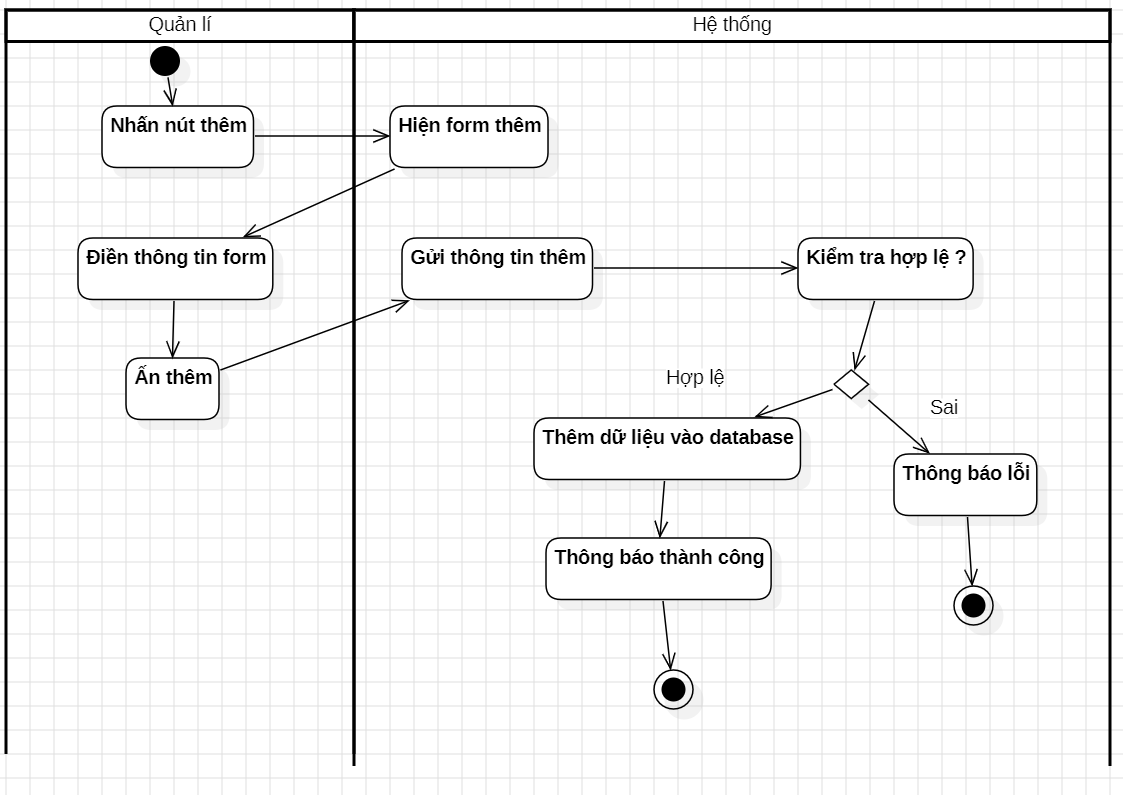 Quản lí
Hệ thống
Nhấn nút thêm
Hiện form thêm
Điền thông tin form
Gửi thông tin thêm
Kiểm tra hợp lệ ?
Ấn thêm
Hợp lệ
Sai
Thêm dữ liệu vào database
Thông báo lỗi
Thông báo thành công